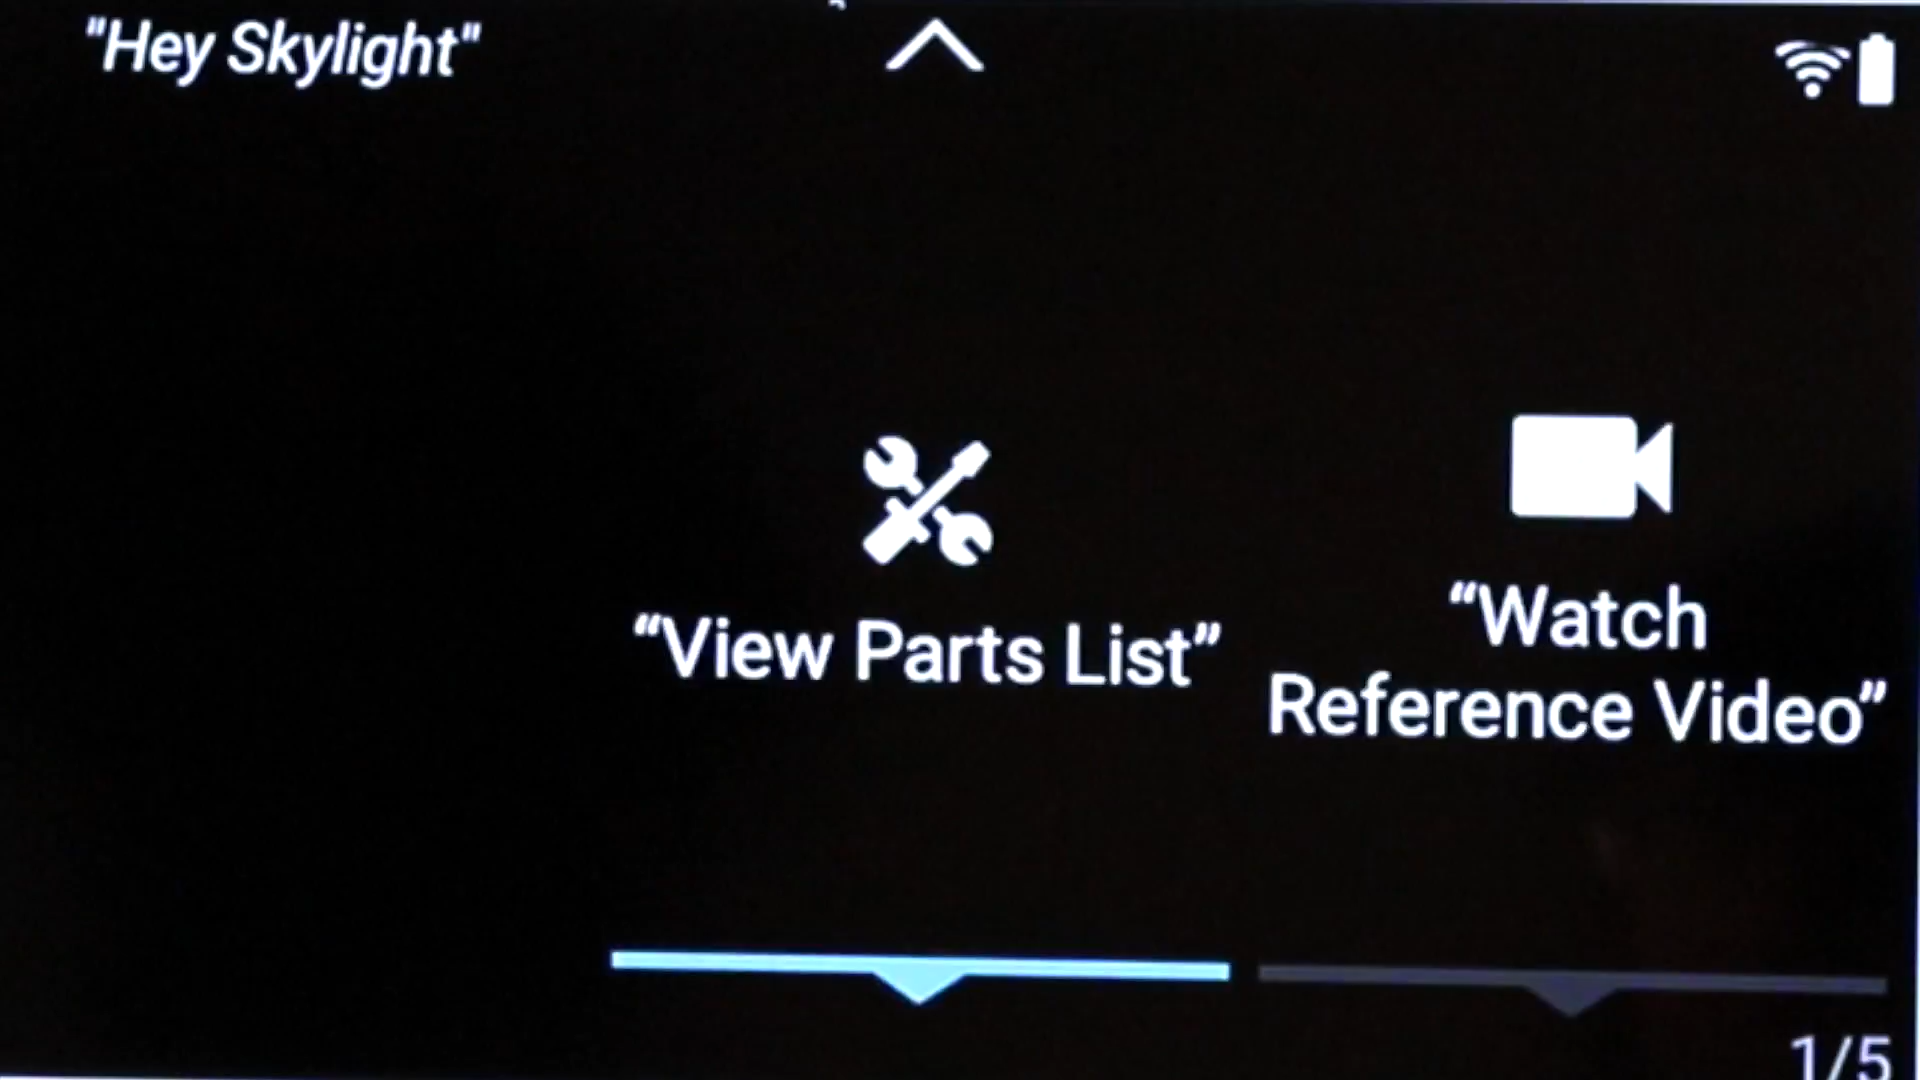 "Hey Skylight"
“View Parts List”
“Watch
Reference Video”
1/5